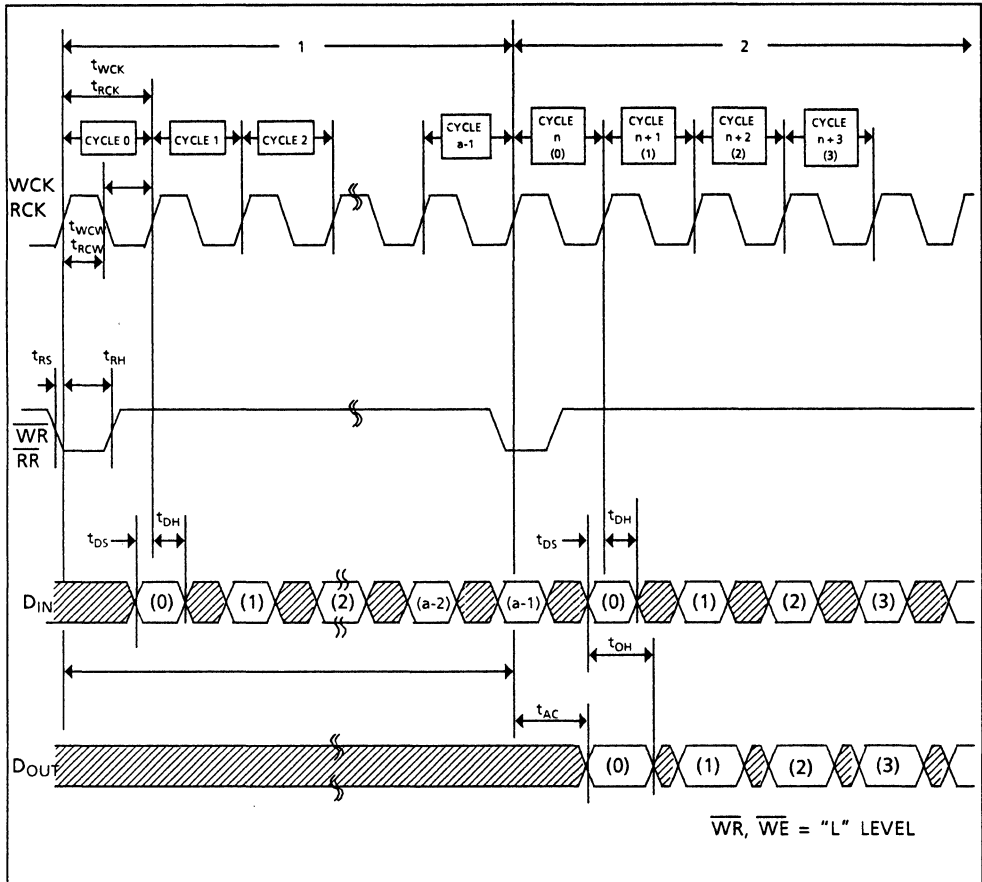 1 2
tWCK
tRCK
CYCLE 0 CYCLE 1 CYCLE 2 CYCLE a-1 CYCLE n (0) CYCLE n+1 (1) CYCLE n+2 (2) CYCLE n+3 (3)
WCK
RCK
tWCW
tRCW
tRS tRH
WR
RR
tDS tDH tDS tDH
DIN (0) (1) (2) (a-2) (a-1) (0) (1) (2) (3)
tOH
tAC
DOUT (0) (1) (2) (3)
WR, WE = "L" LEVEL